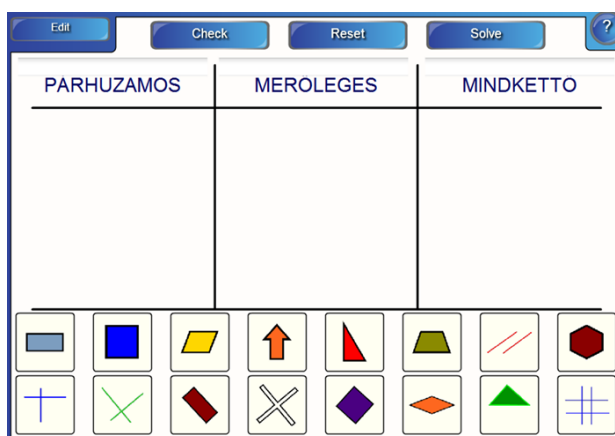 Edit
Check
Reset
Solve
?
PARHUZAMOS
MEROLEGES
MINDKETTO